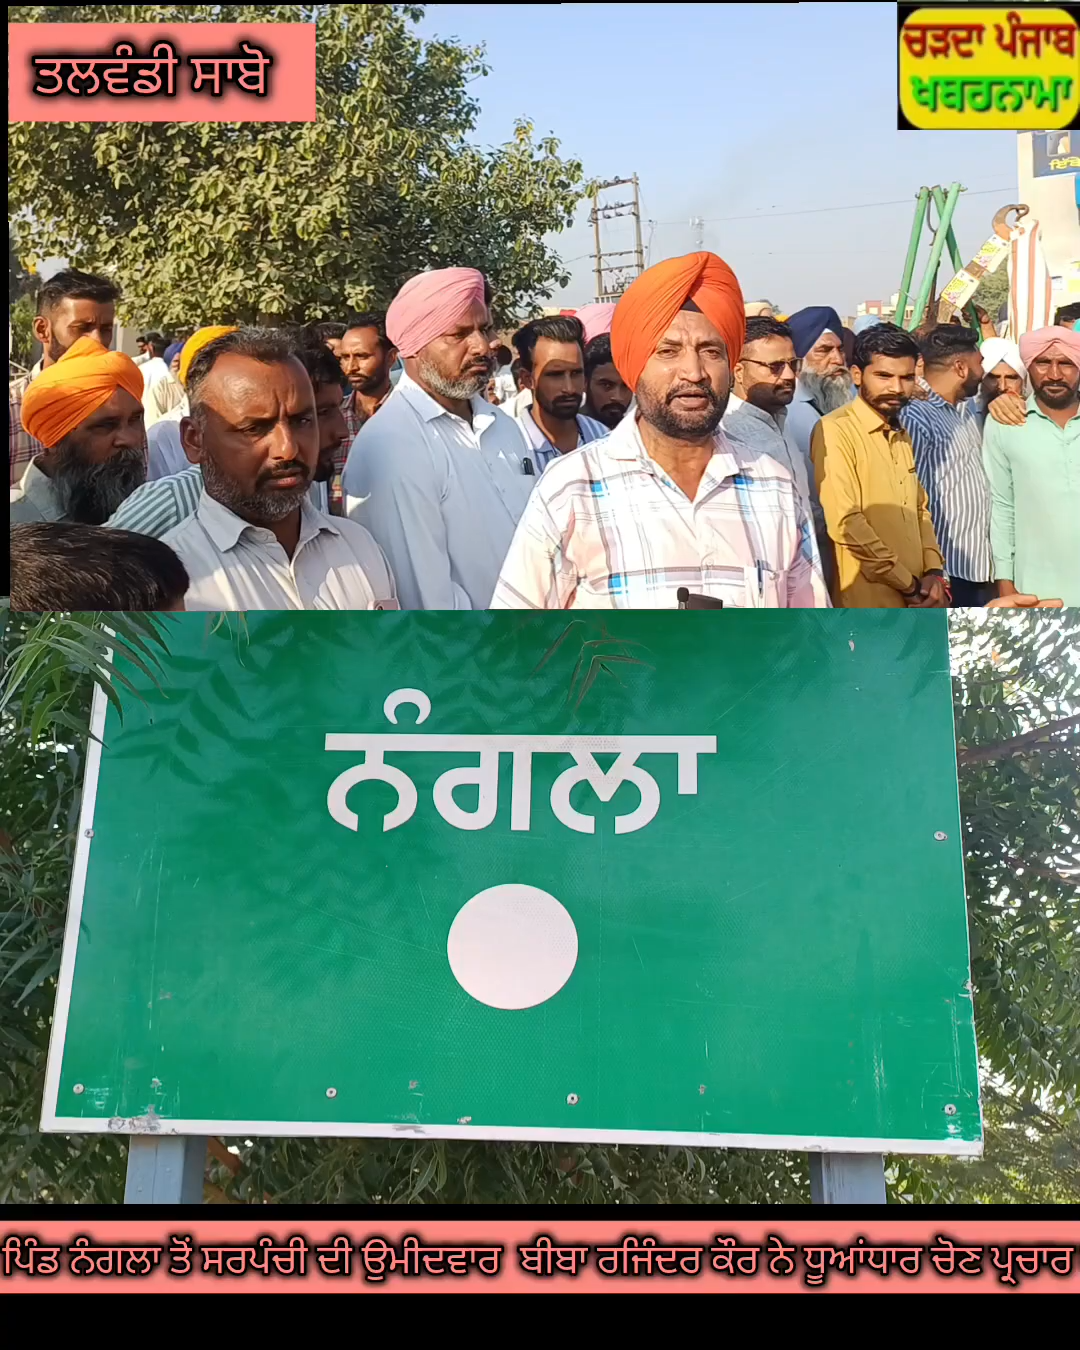 ਤਲਵੰਡੀ ਸਾਬੋ
ਚੜਦਾ ਪੰਜਾਬ
ਖਬਰਨਾਮਾ
ਨੰਗਲਾ
ਪਿੰਡ ਨੰਗਲਾ ਤੋਂ ਸਰਪੰਚੀ ਦੀ ਉਮੀਦਵਾਰ ਬੀਬਾ ਰਜਿੰਦਰ ਕੌਰ ਨੇ ਧੂਆਂਧਾਰ ਚੋਣ ਪ੍ਰਚਾਰ